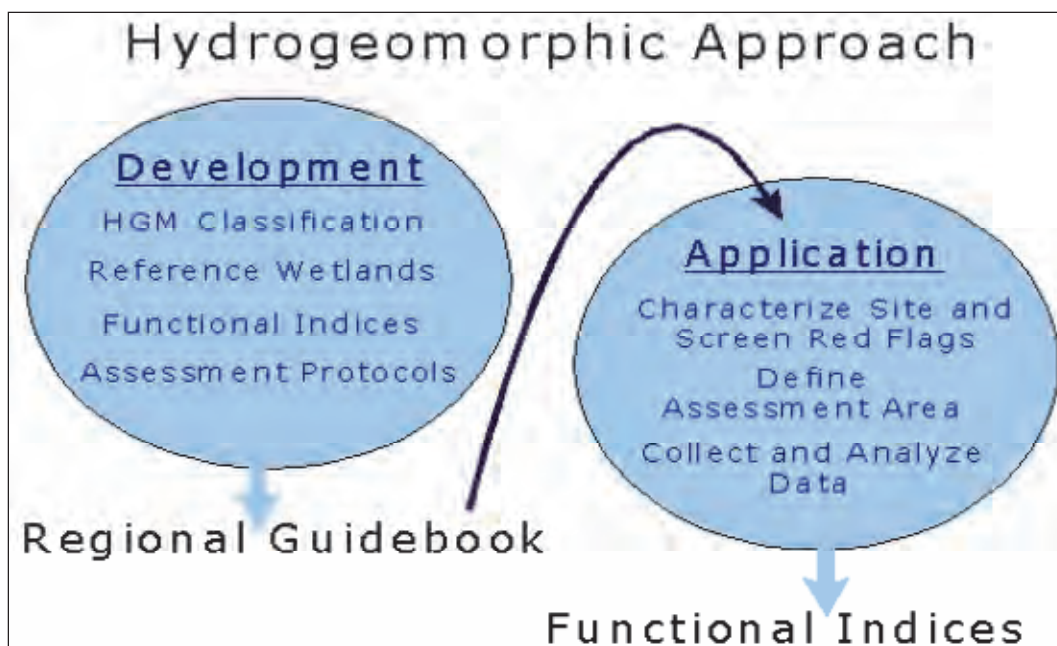 Hydrogeomorphic Approach
Development
HGM Classification
Reference Wetlands
Functional Indices
Assessment Protocols
Regional Guidebook
Application
Characterize Site and
Screen Red Flags
Define
Assessment Area
Collect and Analyze
Data
Functional Indices